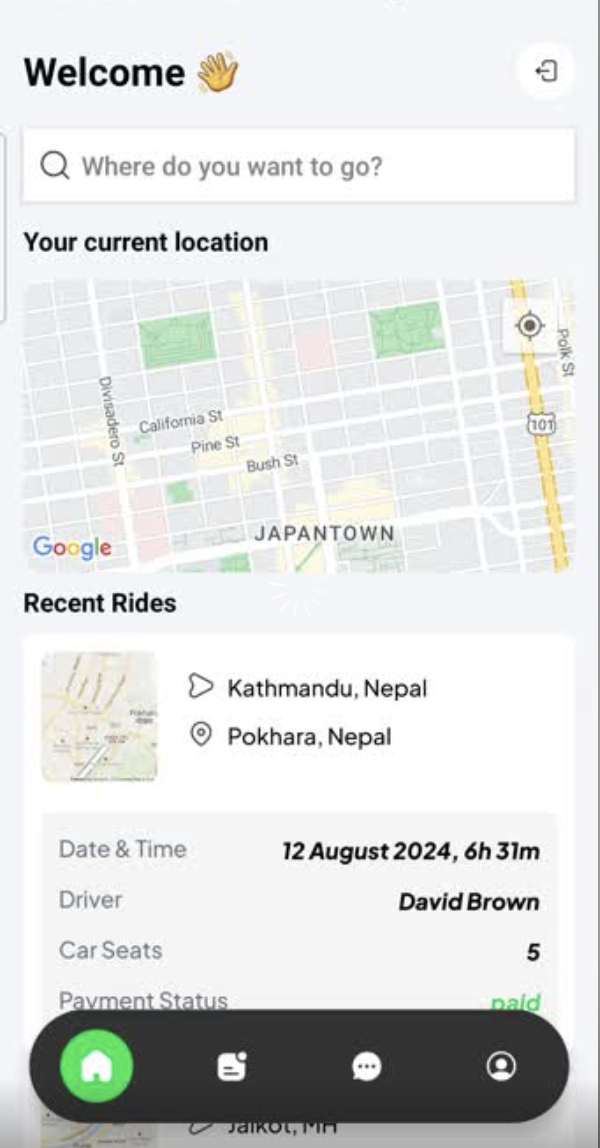 Welcome 👋
Where do you want to go?
Your current location
Polk St
Divisadero St
California St
101
Pine St
Bush St
JAPANTOWN
Google
Recent Rides
Kathmandu, Nepal
Pokhara, Nepal
Date & Time 12 August 2024, 6h 31m
Driver David Brown
Car Seats 5
Payment Status paid
Jalkot, MH